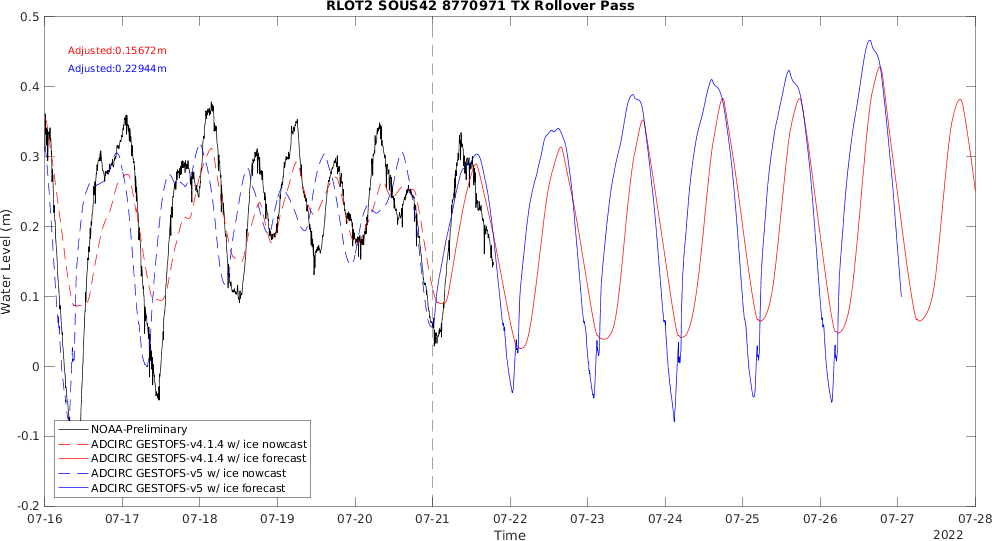 RLOT2 SOUS42 8770971 TX Rollover Pass
0.5
Adjusted:0.15672m
Adjusted:0.22944m
0.4
0.3
0.2
0.1
0
-0.1
-0.2
Water Level (m)
NOAA-Preliminary
ADCIRC GESTOFS-v4.1.4 w/ ice nowcast
ADCIRC GESTOFS-v4.1.4 w/ ice forecast
ADCIRC GESTOFS-v5 w/ ice nowcast
ADCIRC GESTOFS-v5 w/ ice forecast
07-16 07-17 07-18 07-19 07-20 07-21 07-22 07-23 07-24 07-25 07-26 07-27 07-28
Time
2022